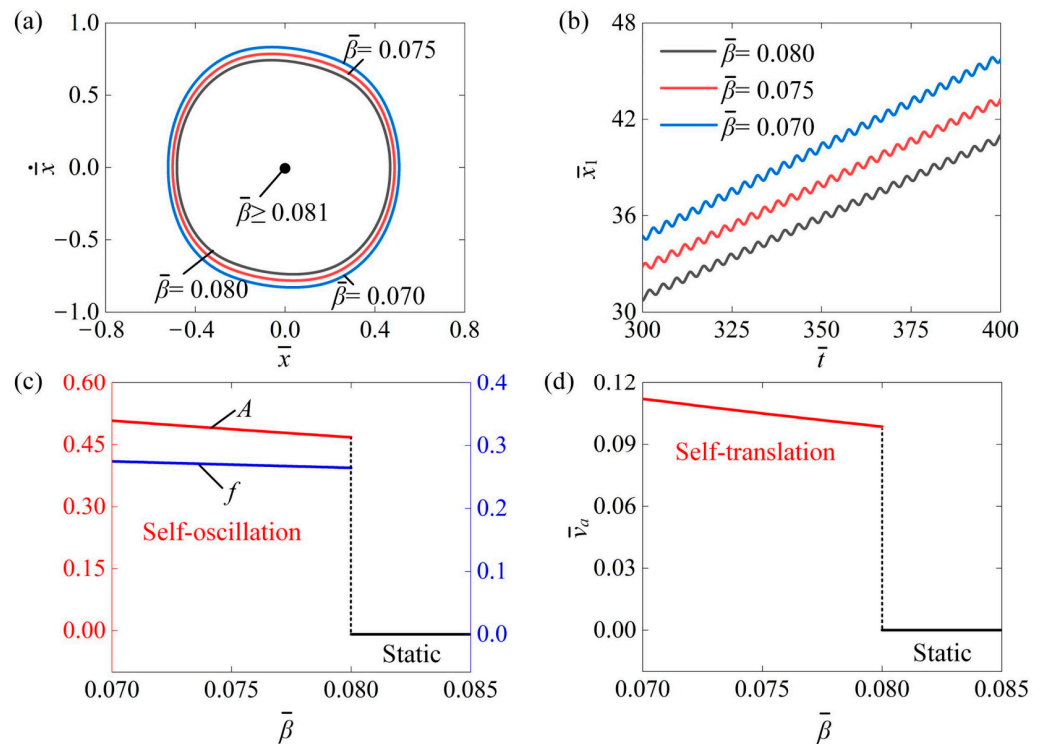 (a)
1.0
0.5
0.0
−0.5
−1.0
ẋ̄
β̄= 0.075
β̄≥ 0.081
β̄= 0.080
β̄= 0.070
−0.8 −0.4 0.0 0.4 0.8
x̄
(b)
48
42
36
30
x̄₁
β̄= 0.080
β̄= 0.075
β̄= 0.070
300 325 350 375 400
t̄
(c)
0.60
0.45
0.30
0.15
0.00
A
f
Self-oscillation
Static
0.4
0.3
0.2
0.1
0.0
0.070 0.075 0.080 0.085
β̄
(d)
0.12
0.09
0.06
0.03
0.00
v̄ₐ
Self-translation
Static
0.070 0.075 0.080 0.085
β̄